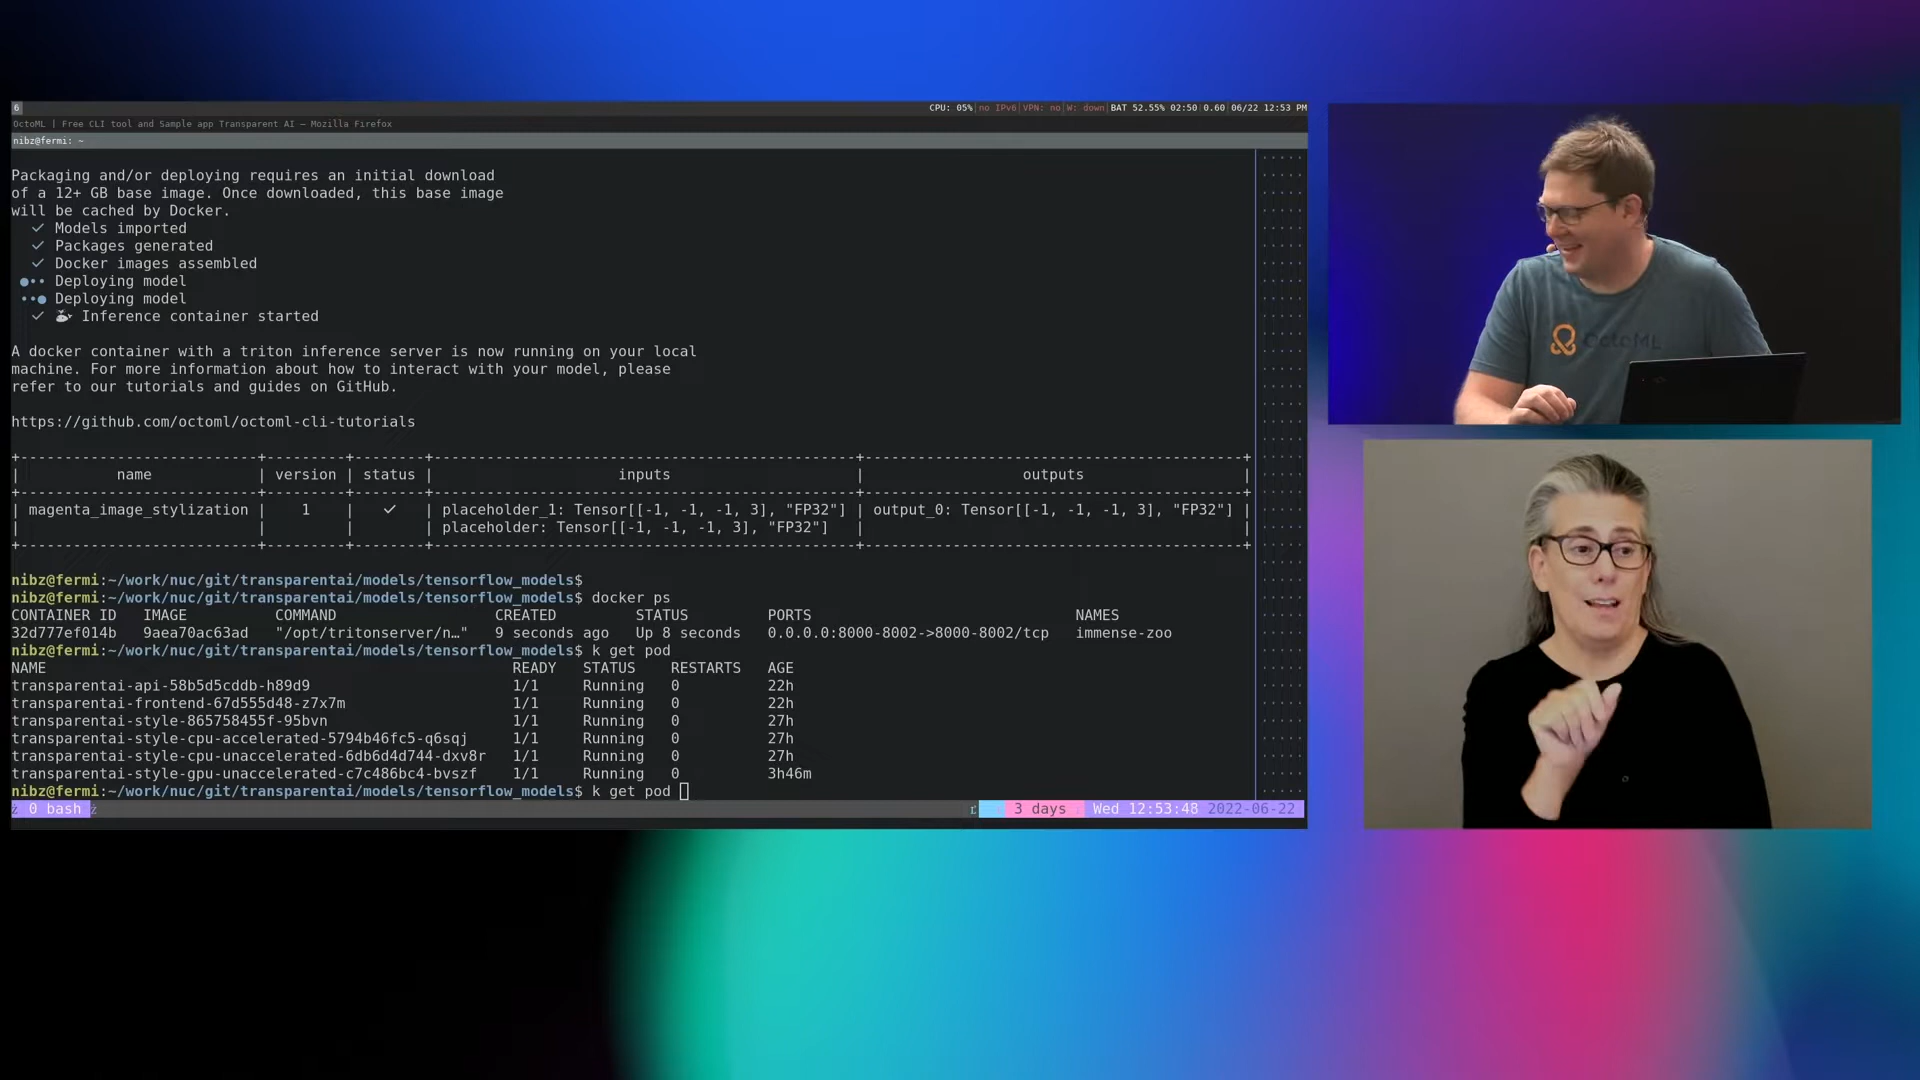 6
CPU: 05% | no IPv6 | VPN: no | W: down | BAT 52.55% 02:50 | 0.60 | 06/22 12:53 PM
OctoML | Free CLI tool and Sample app Transparent AI — Mozilla Firefox
nibz@fermi: ~
Packaging and/or deploying requires an initial download
of a 12+ GB base image. Once downloaded, this base image
will be cached by Docker.
✓ Models imported
✓ Packages generated
✓ Docker images assembled
●•• Deploying model
••● Deploying model
✓ Inference container started
A docker container with a triton inference server is now running on your local
machine. For more information about how to interact with your model, please
refer to our tutorials and guides on GitHub.
https://github.com/octoml/octoml-cli-tutorials
| name | version | status | inputs | outputs |
| magenta_image_stylization | 1 | ✓ | placeholder_1: Tensor[[-1, -1, -1, 3], "FP32"] | output_0: Tensor[[-1, -1, -1, 3], "FP32"] |
| | | | placeholder: Tensor[[-1, -1, -1, 3], "FP32"] | |
nibz@fermi:~/work/nuc/git/transparentai/models/tensorflow_models$
nibz@fermi:~/work/nuc/git/transparentai/models/tensorflow_models$ docker ps
CONTAINER ID IMAGE COMMAND CREATED STATUS PORTS NAMES
32d777ef014b 9aea70ac63ad "/opt/tritonserver/n…" 9 seconds ago Up 8 seconds 0.0.0.0:8000-8002->8000-8002/tcp immense-zoo
nibz@fermi:~/work/nuc/git/transparentai/models/tensorflow_models$ k get pod
NAME READY STATUS RESTARTS AGE
transparentai-api-58b5d5cddb-h89d9 1/1 Running 0 22h
transparentai-frontend-67d555d48-z7x7m 1/1 Running 0 22h
transparentai-style-865758455f-95bvn 1/1 Running 0 27h
transparentai-style-cpu-accelerated-5794b46fc5-q6sqj 1/1 Running 0 27h
transparentai-style-cpu-unaccelerated-6db6d4d744-dxv8r 1/1 Running 0 27h
transparentai-style-gpu-unaccelerated-c7c486bc4-bvszf 1/1 Running 0 3h46m
nibz@fermi:~/work/nuc/git/transparentai/models/tensorflow_models$ k get pod
0 bash 3 days Wed 12:53:48 2022-06-22
OctoML